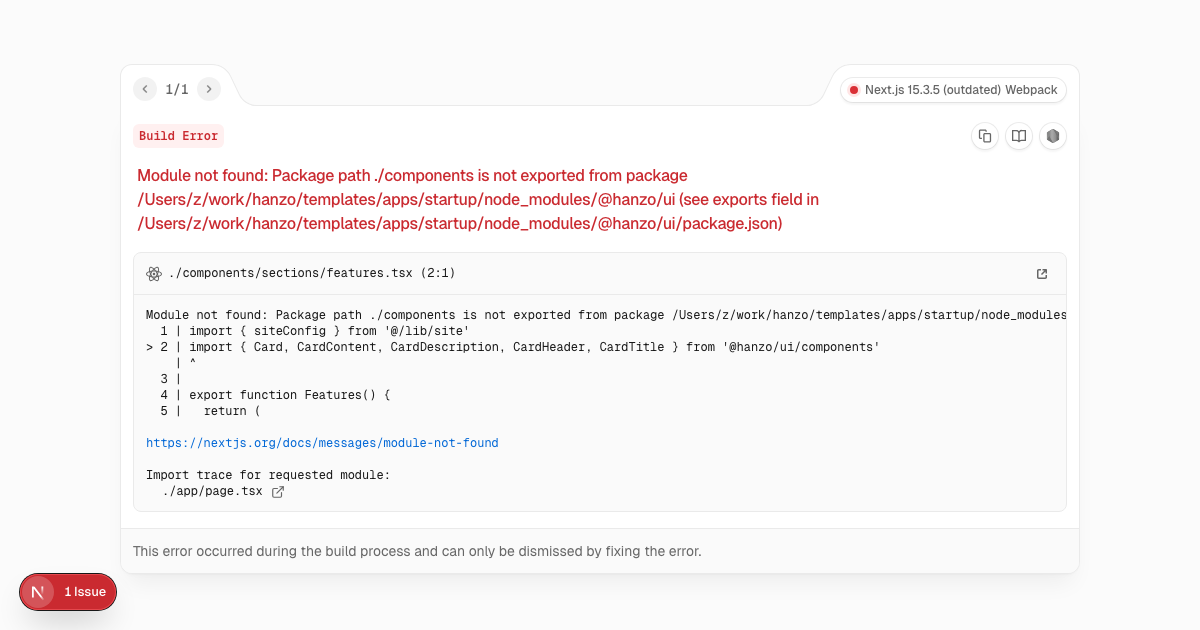 1/1
Next.js 15.3.5 (outdated) Webpack
Build Error
Module not found: Package path ./components is not exported from package
/Users/z/work/hanzo/templates/apps/startup/node_modules/@hanzo/ui (see exports field in
/Users/z/work/hanzo/templates/apps/startup/node_modules/@hanzo/ui/package.json)
./components/sections/features.tsx (2:1)
Module not found: Package path ./components is not exported from package /Users/z/work/hanzo/templates/apps/startup/node_modules
1 | import { siteConfig } from '@/lib/site'
> 2 | import { Card, CardContent, CardDescription, CardHeader, CardTitle } from '@hanzo/ui/components'
| ^
3 |
4 | export function Features() {
5 |   return (
https://nextjs.org/docs/messages/module-not-found
Import trace for requested module:
./app/page.tsx
This error occurred during the build process and can only be dismissed by fixing the error.
N 1 Issue